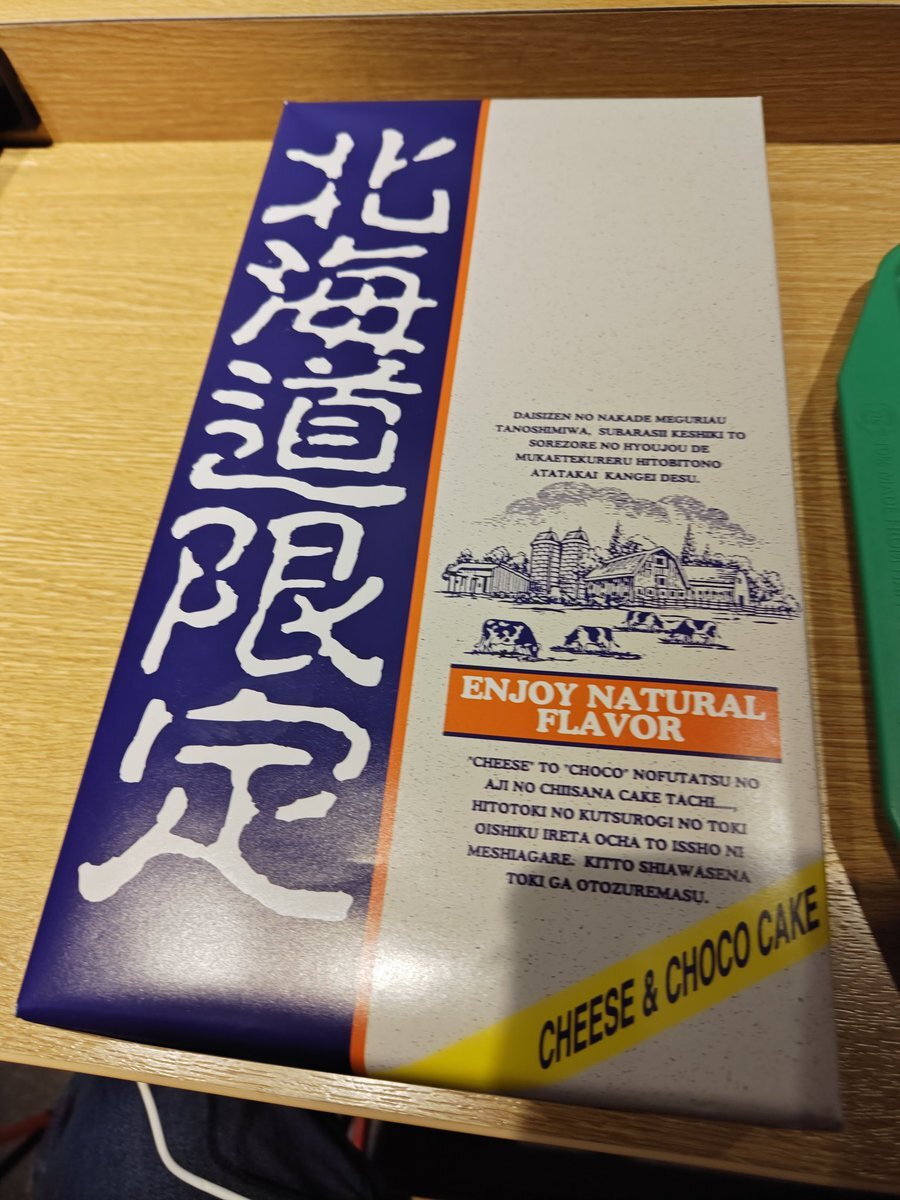 北海道限定
DAISIZEN NO NAKADE MEGURIAU
TANOSHIMIWA, SUBARASII KESHIKI TO
SOREZORE NO HYOUJOU DE
MUKAETEKURERU HITOBITONO
ATATAKAI KANGEI DESU.
ENJOY NATURAL
FLAVOR
"CHEESE" TO "CHOCO" NOFUTATSU NO
AJI NO CHIISANA CAKE TACHI....,
HITOTOKI NO KUTSUROGI NO TOKI
OISHIKU IRETA OCHA TO ISSHO NI
MESHIAGARE. KITTO SHIAWASENA
TOKI GA OTOZUREMASU.
CHEESE & CHOCO CAKE